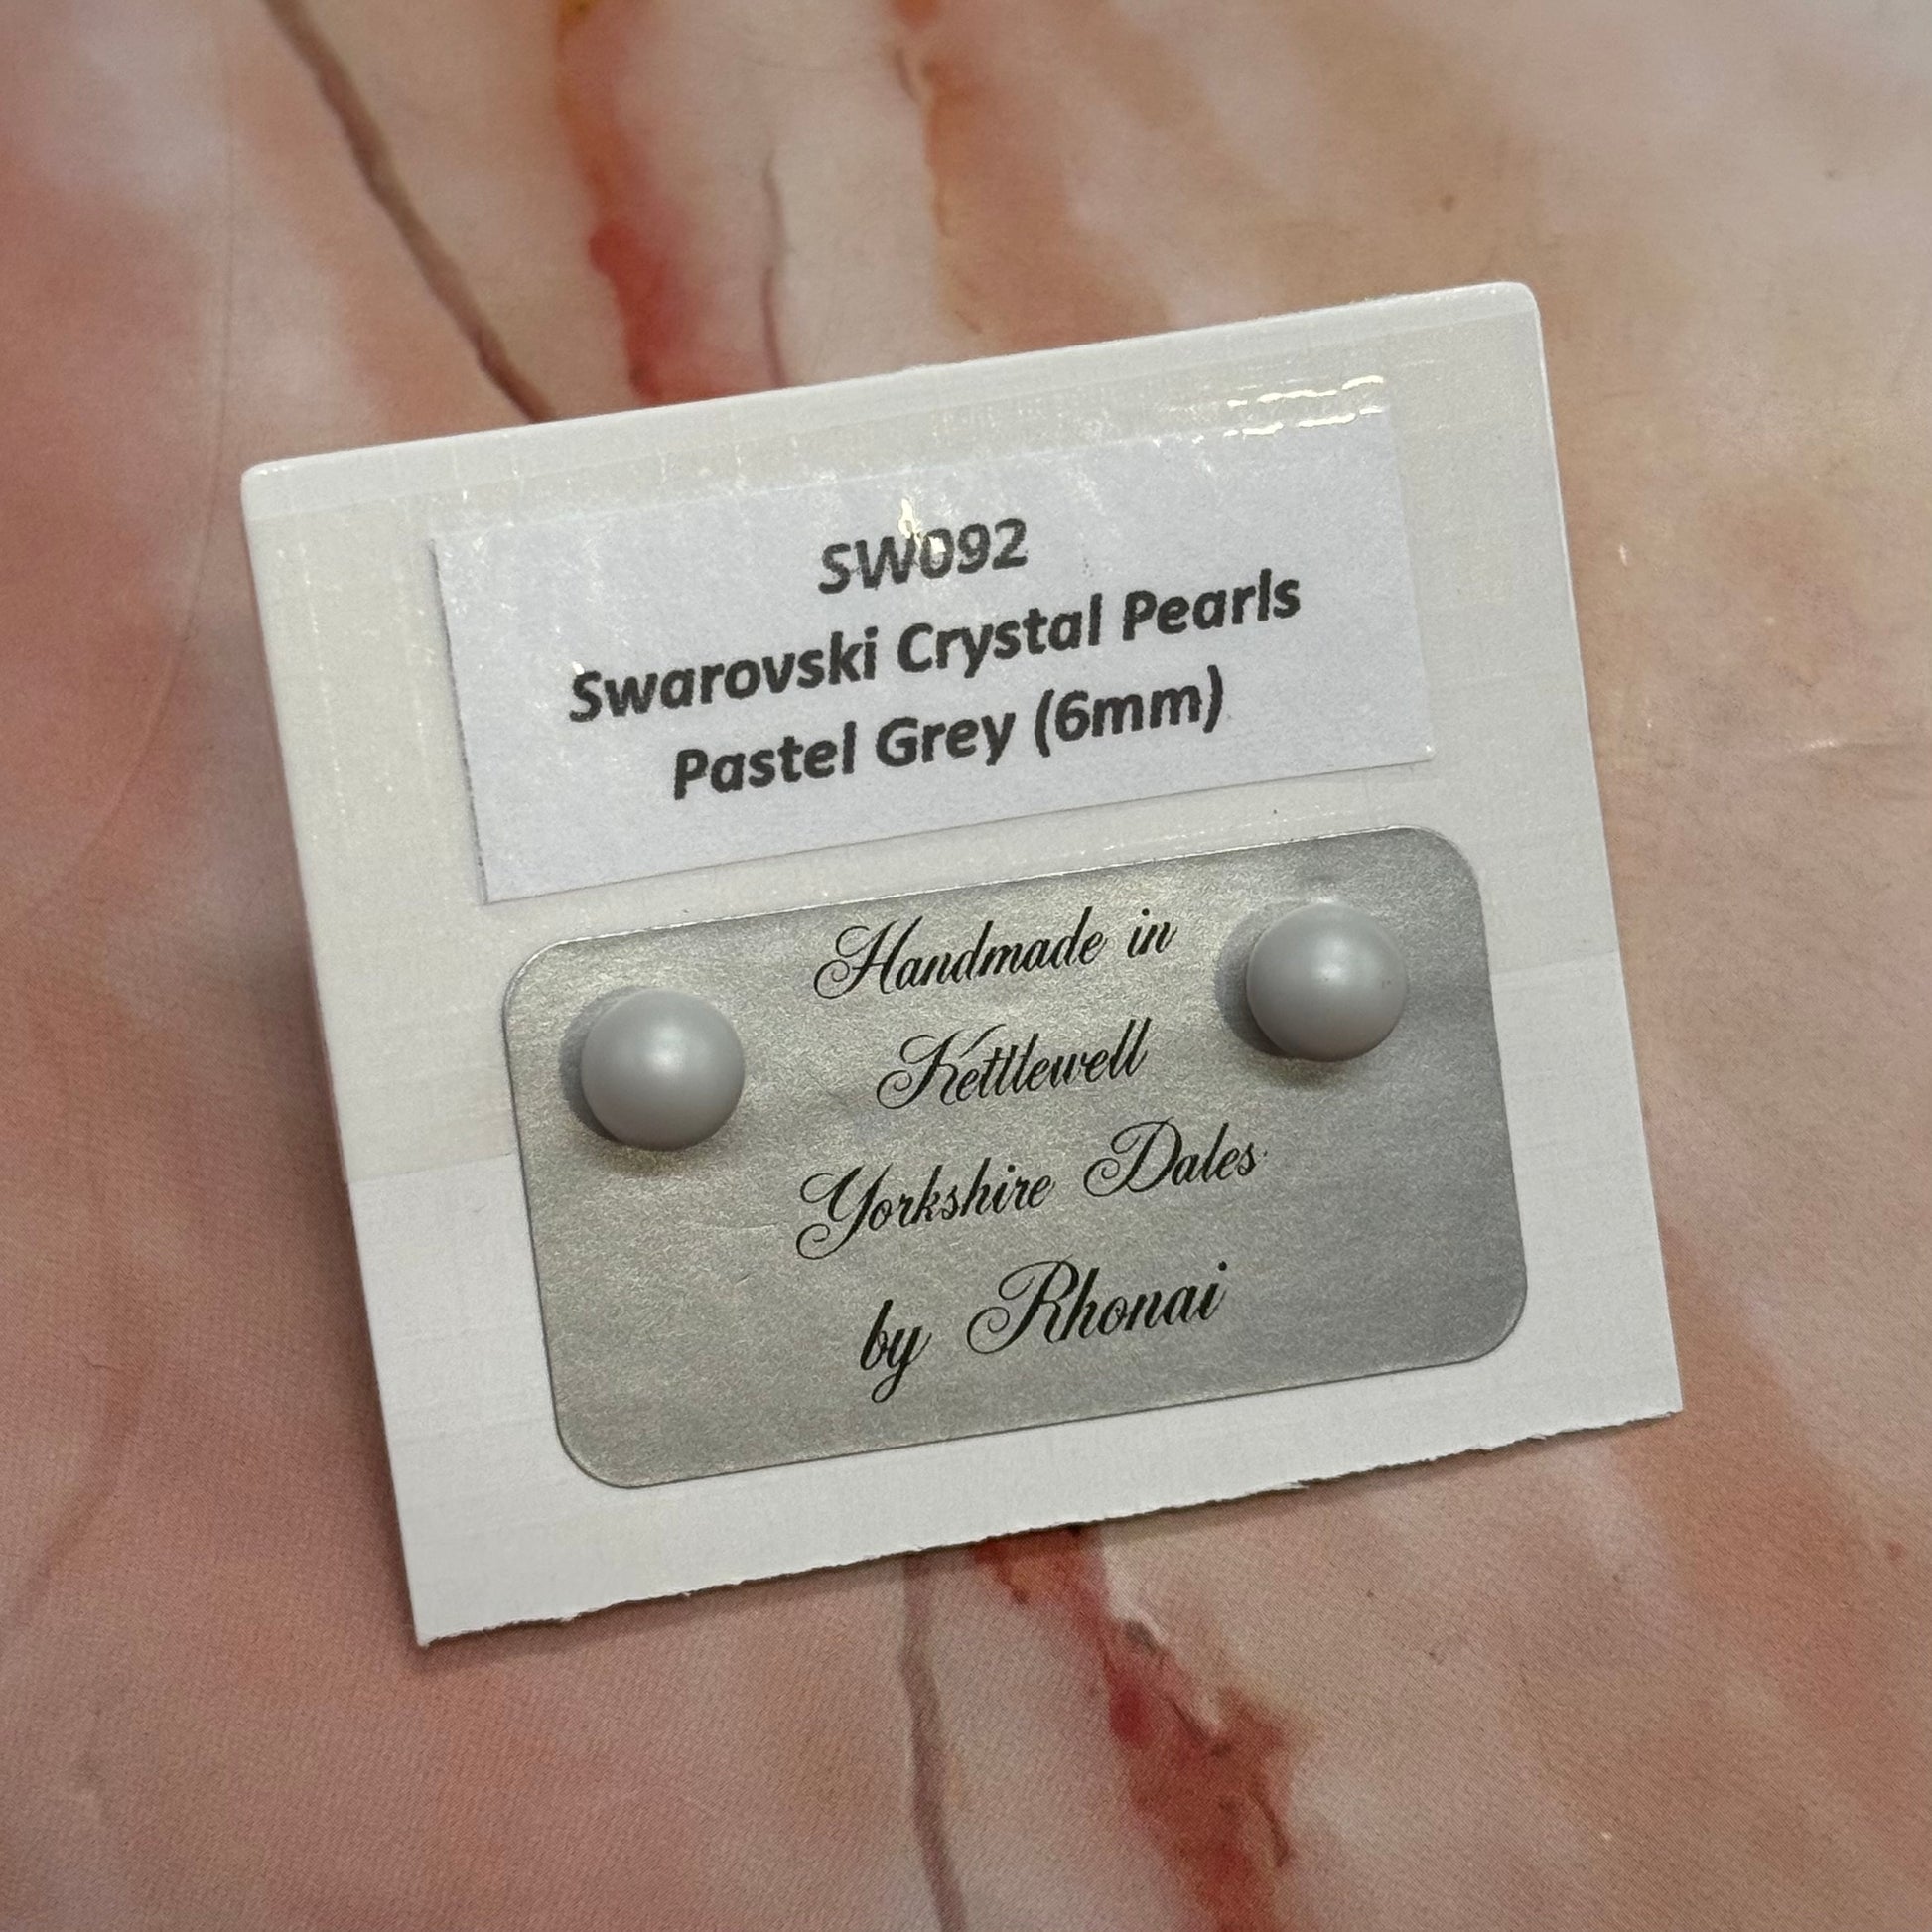 SW092
Swarovski Crystal Pearls
Pastel Grey (6mm)
Handmade in
Kettlewell
Yorkshire Dales
by Rhonai